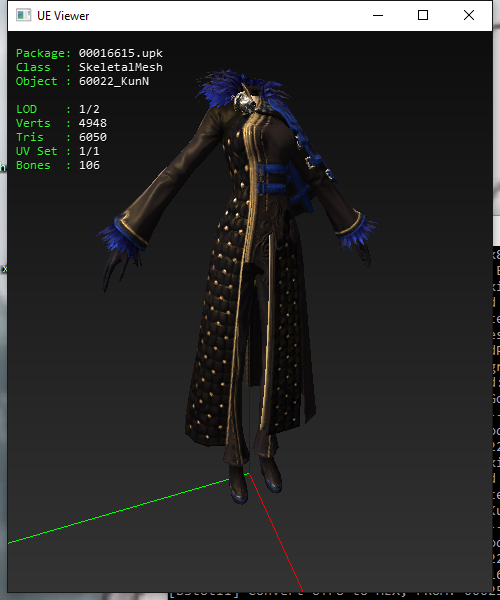 UE Viewer
Package: 00016615.upk
Class  : SkeletalMesh
Object : 60022_KunN
LOD    : 1/2
Verts  : 4948
Tris   : 6050
UV Set : 1/1
Bones  : 106